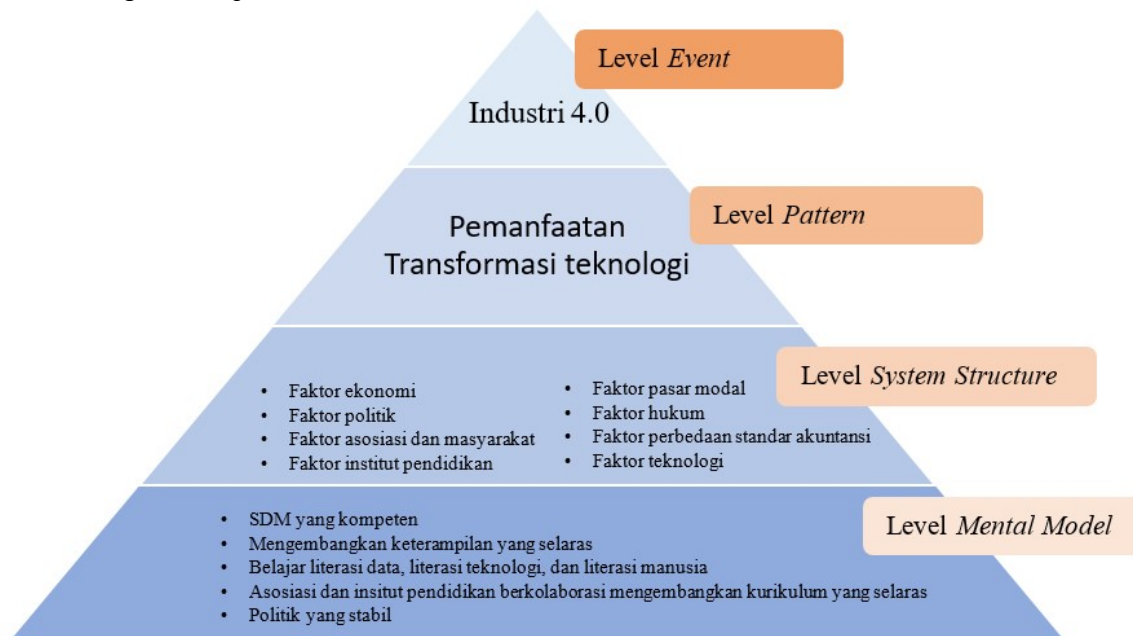 Level Event
Industri 4.0
Level Pattern
Pemanfaatan
Transformasi teknologi
Level System Structure
• Faktor ekonomi
• Faktor politik
• Faktor asosiasi dan masyarakat
• Faktor institut pendidikan
• Faktor pasar modal
• Faktor hukum
• Faktor perbedaan standar akuntansi
• Faktor teknologi
Level Mental Model
• SDM yang kompeten
• Mengembangkan keterampilan yang selaras
• Belajar literasi data, literasi teknologi, dan literasi manusia
• Asosiasi dan insitut pendidikan berkolaborasi mengembangkan kurikulum yang selaras
• Politik yang stabil